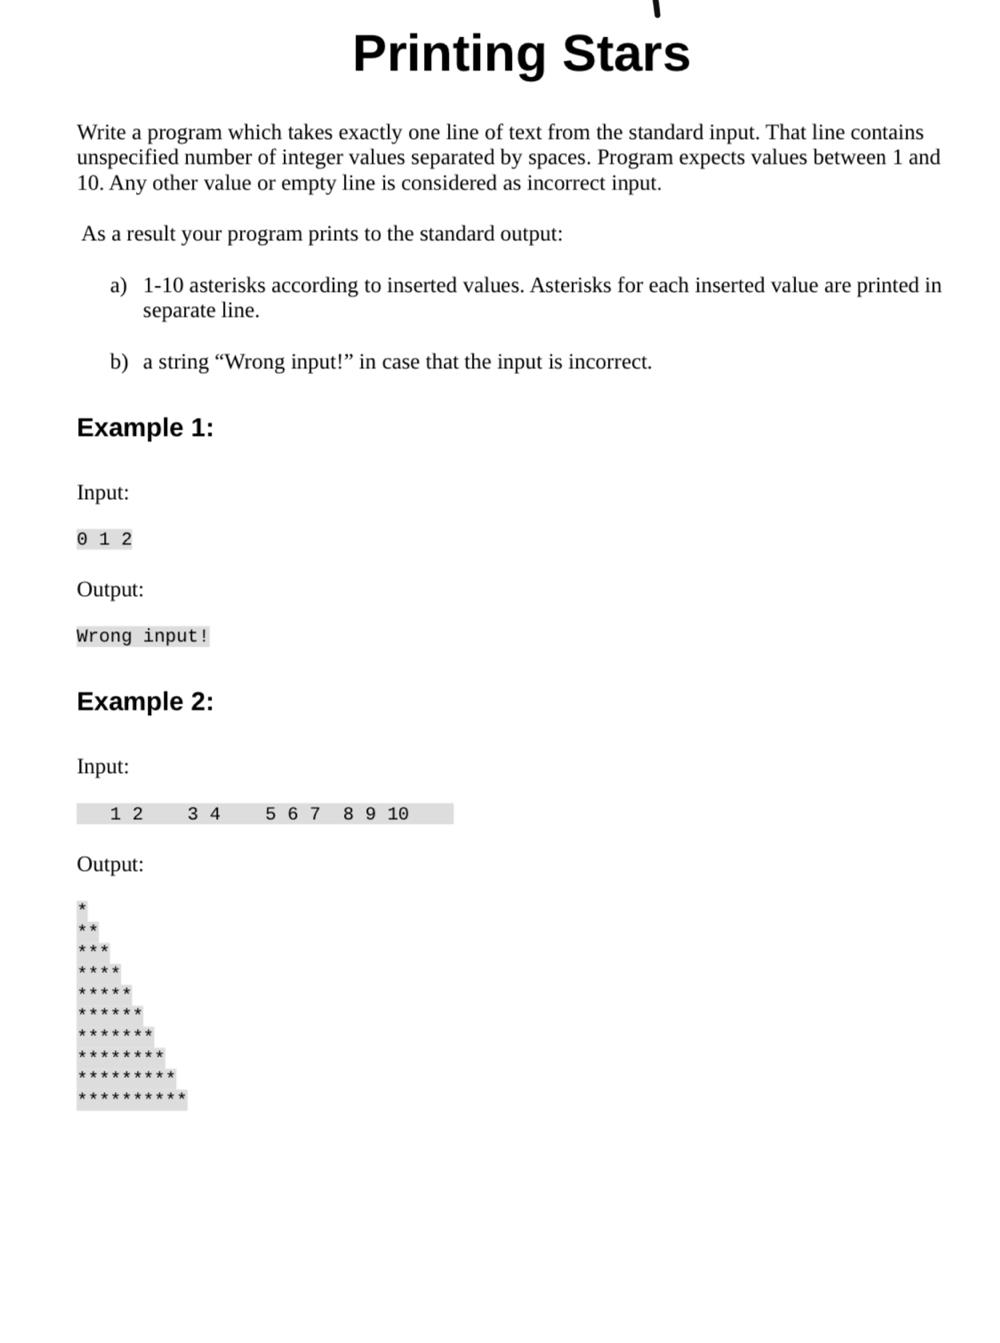 Printing Stars
Write a program which takes exactly one line of text from the standard input. That line contains
unspecified number of integer values separated by spaces. Program expects values between 1 and
10. Any other value or empty line is considered as incorrect input.
As a result your program prints to the standard output:
a) 1-10 asterisks according to inserted values. Asterisks for each inserted value are printed in
separate line.
b) a string “Wrong input!” in case that the input is incorrect.
Example 1:
Input:
0 1 2
Output:
Wrong input!
Example 2:
Input:
   1 2    3 4    5 6 7  8 9 10
Output:
*
**
***
****
*****
******
*******
********
*********
**********